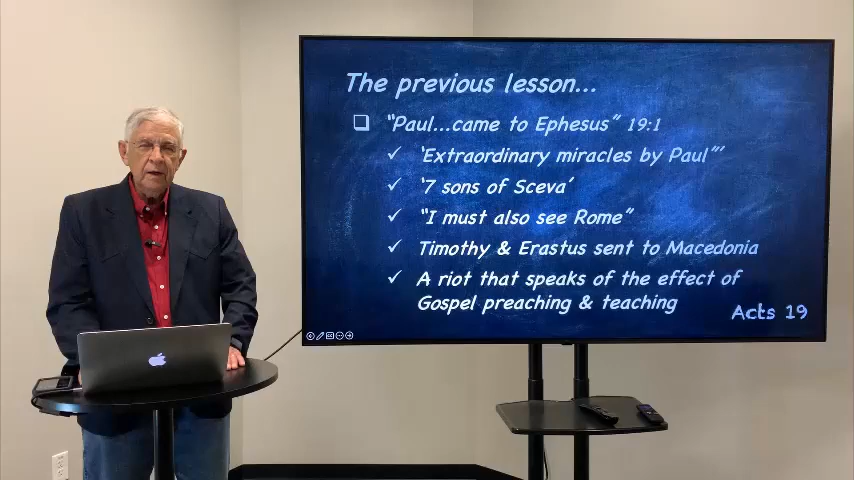 The previous lesson...
❑ "Paul...came to Ephesus" 19:1
✓ 'Extraordinary miracles by Paul"'
✓ '7 sons of Sceva'
✓ "I must also see Rome"
✓ Timothy & Erastus sent to Macedonia
✓ A riot that speaks of the effect of
Gospel preaching & teaching
Acts 19